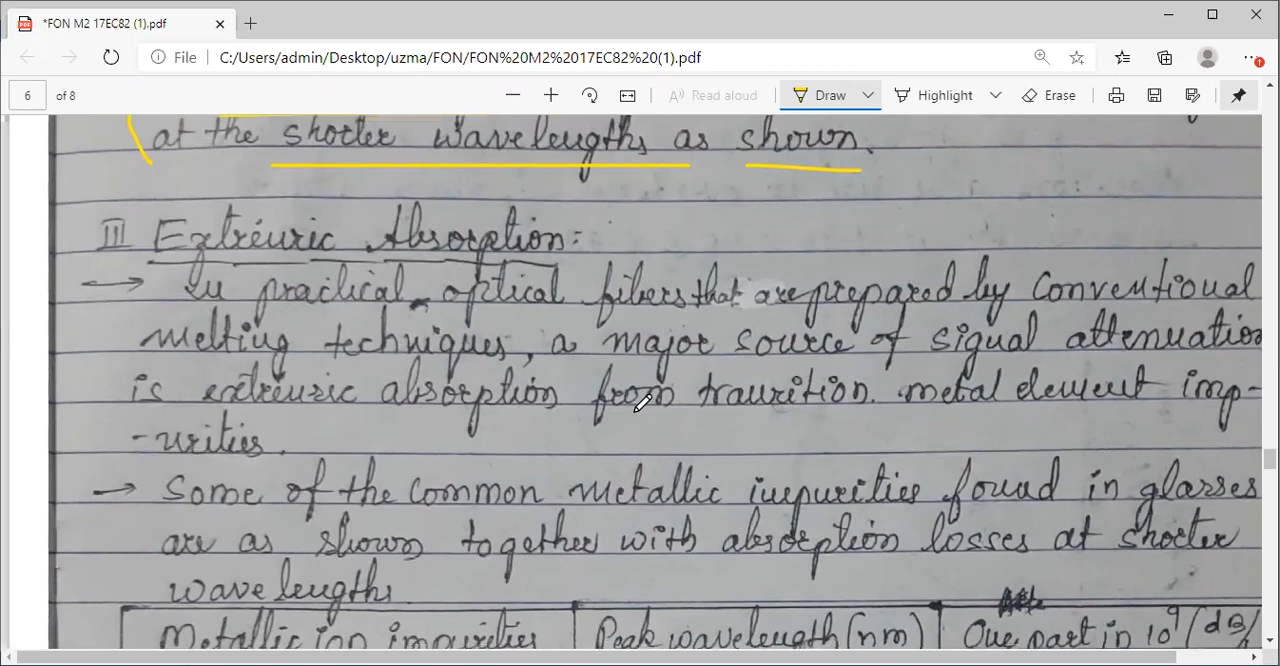 *FON M2 17EC82 (1).pdf
File C:/Users/admin/Desktop/uzma/FON/FON%20M2%2017EC82%20(1).pdf
6 of 8 Read aloud Draw Highlight Erase
at the shorter wavelengths as shown.
III Extrinsic Absorption:
→ In practical optical fibers that are prepared by conventional
melting techniques, a major source of signal attenuation
is extrinsic absorption from transition metal element imp-
-urities.
→ Some of the common metallic impurities found in glasses
are as shown together with absorption losses at shorter
wavelengths.
Metallic ion impurities Peak wavelength (nm) One part in 10⁹ (dB/